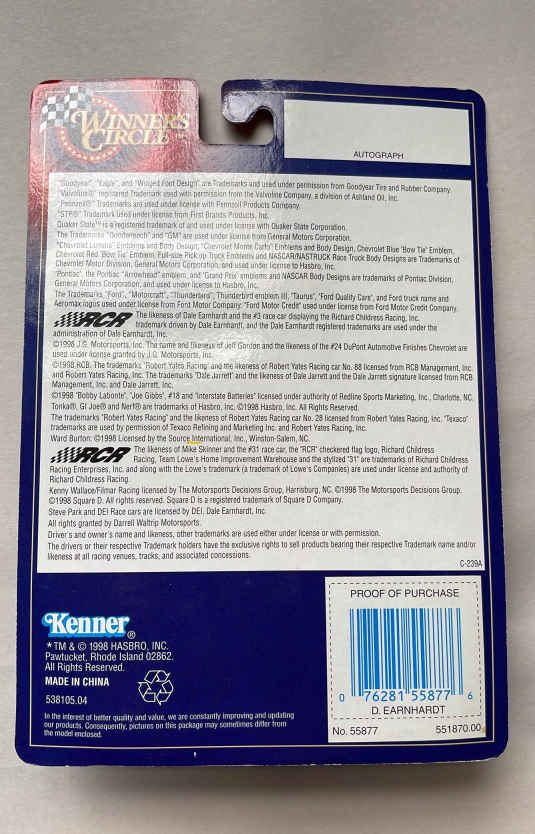 WINNER'S
CIRCLE™
AUTOGRAPH
"Goodyear", "Eagle", and "Winged Foot Design" are Trademarks and used under permission from Goodyear Tire and Rubber Company.
"Valvoline®" registered Trademark used with permission from the Valvoline Company, a division of Ashland Oil, Inc.
"Pennzoil®" Trademarks are used under license with Pennzoil Products Company.
"STP®" Trademark used under license from First Brands Products, Inc.
Quaker State™ is a registered trademark of and used under license with Quaker State Corporation.
The Trademarks "Goodwrench" and "GM" are used under license from General Motors Corporation.
"Chevrolet Lumina" Emblems and Body Design, "Chevrolet Monte Carlo" Emblems and Body Design, Chevrolet Blue 'Bow Tie' Emblem,
Chevrolet Red 'Bow Tie' Emblem, Full-size Pick-up Truck Emblems and NASCAR/NASTRUCK Race Truck Body Designs are Trademarks of
Chevrolet Motor Division, General Motors Corporation, and used under license to Hasbro, Inc.
"Pontiac", the Pontiac "Arrowhead" emblem, and "Grand Prix" emblems and NASCAR Body Designs are trademarks of Pontiac Division,
General Motors Corporation, and used under license to Hasbro, Inc.
The Trademarks "Ford", "Motorcraft", "Thunderbird", Thunderbird emblem III, "Taurus", "Ford Quality Care", and Ford truck name and
Aeromax logos used under license from Ford Motor Company. "Ford Motor Credit" used under license from Ford Motor Credit Company.
RCR The likeness of Dale Earnhardt and the #3 race car displaying the Richard Childress Racing, Inc.
trademark driven by Dale Earnhardt, and the Dale Earnhardt registered trademarks are used under the
administration of Dale Earnhardt, Inc.
©1998 J.G. Motorsports, Inc. The name and likeness of Jeff Gordon and the likeness of the #24 DuPont Automotive Finishes Chevrolet are
used under license granted by J.G. Motorsports, Inc.
©1998 RCB. The trademarks "Robert Yates Racing" and the likeness of Robert Yates Racing car No. 88 licensed from RCB Management, Inc.
and Robert Yates Racing, Inc. The trademarks "Dale Jarrett" and the likeness of Dale Jarrett and the Dale Jarrett signature licensed from RCB
Management, Inc. and Dale Jarrett, Inc.
©1998 "Bobby Labonte", "Joe Gibbs", #18 and "Interstate Batteries" licensed under authority of Redline Sports Marketing, Inc., Charlotte, NC.
Tonka®, GI Joe® and Nerf® are trademarks of Hasbro, Inc. ©1998 Hasbro, Inc. All Rights Reserved.
The trademarks "Robert Yates Racing" and the likeness of Robert Yates Racing car No. 28 licensed from Robert Yates Racing, Inc. "Texaco"
trademarks are used by permission of Texaco Refining and Marketing Inc. and Robert Yates Racing, Inc.
Ward Burton: ©1998 Licensed by the Source International, Inc., Winston-Salem, NC.
RCR The likeness of Mike Skinner and the #31 race car, the "RCR" checkered flag logo, Richard Childress
Racing, Team Lowe's Home Improvement Warehouse and the stylized "31" are trademarks of Richard Childress
Racing Enterprises, Inc. and along with the Lowe's trademark (a trademark of Lowe's Companies) are used under license and authority of
Richard Childress Racing.
Kenny Wallace/Filmar Racing licensed by The Motorsports Decisions Group, Harrisburg, NC. ©1998 The Motorsports Decisions Group.
©1998 Square D. All rights reserved. Square D is a registered trademark of Square D Company.
Steve Park and DEI Race cars are licensed by DEI, Dale Earnhardt, Inc.
All rights granted by Darrell Waltrip Motorsports.
Driver's and owner's name and likeness, other trademarks are used either under license or with permission.
The drivers or their respective Trademark holders have the exclusive rights to sell products bearing their respective Trademark name and/or
likeness at all racing venues, tracks, and associated concessions.
C-239A
Kenner®
*TM & © 1998 HASBRO, INC.
Pawtucket, Rhode Island 02862.
All Rights Reserved.
MADE IN CHINA
538105.04
In the interest of better quality and value, we are constantly improving and updating
our products. Consequently, pictures on this package may sometimes differ from
the model enclosed.
PROOF OF PURCHASE
0 76281 55877 6
D. EARNHARDT
No. 55877 551870.00